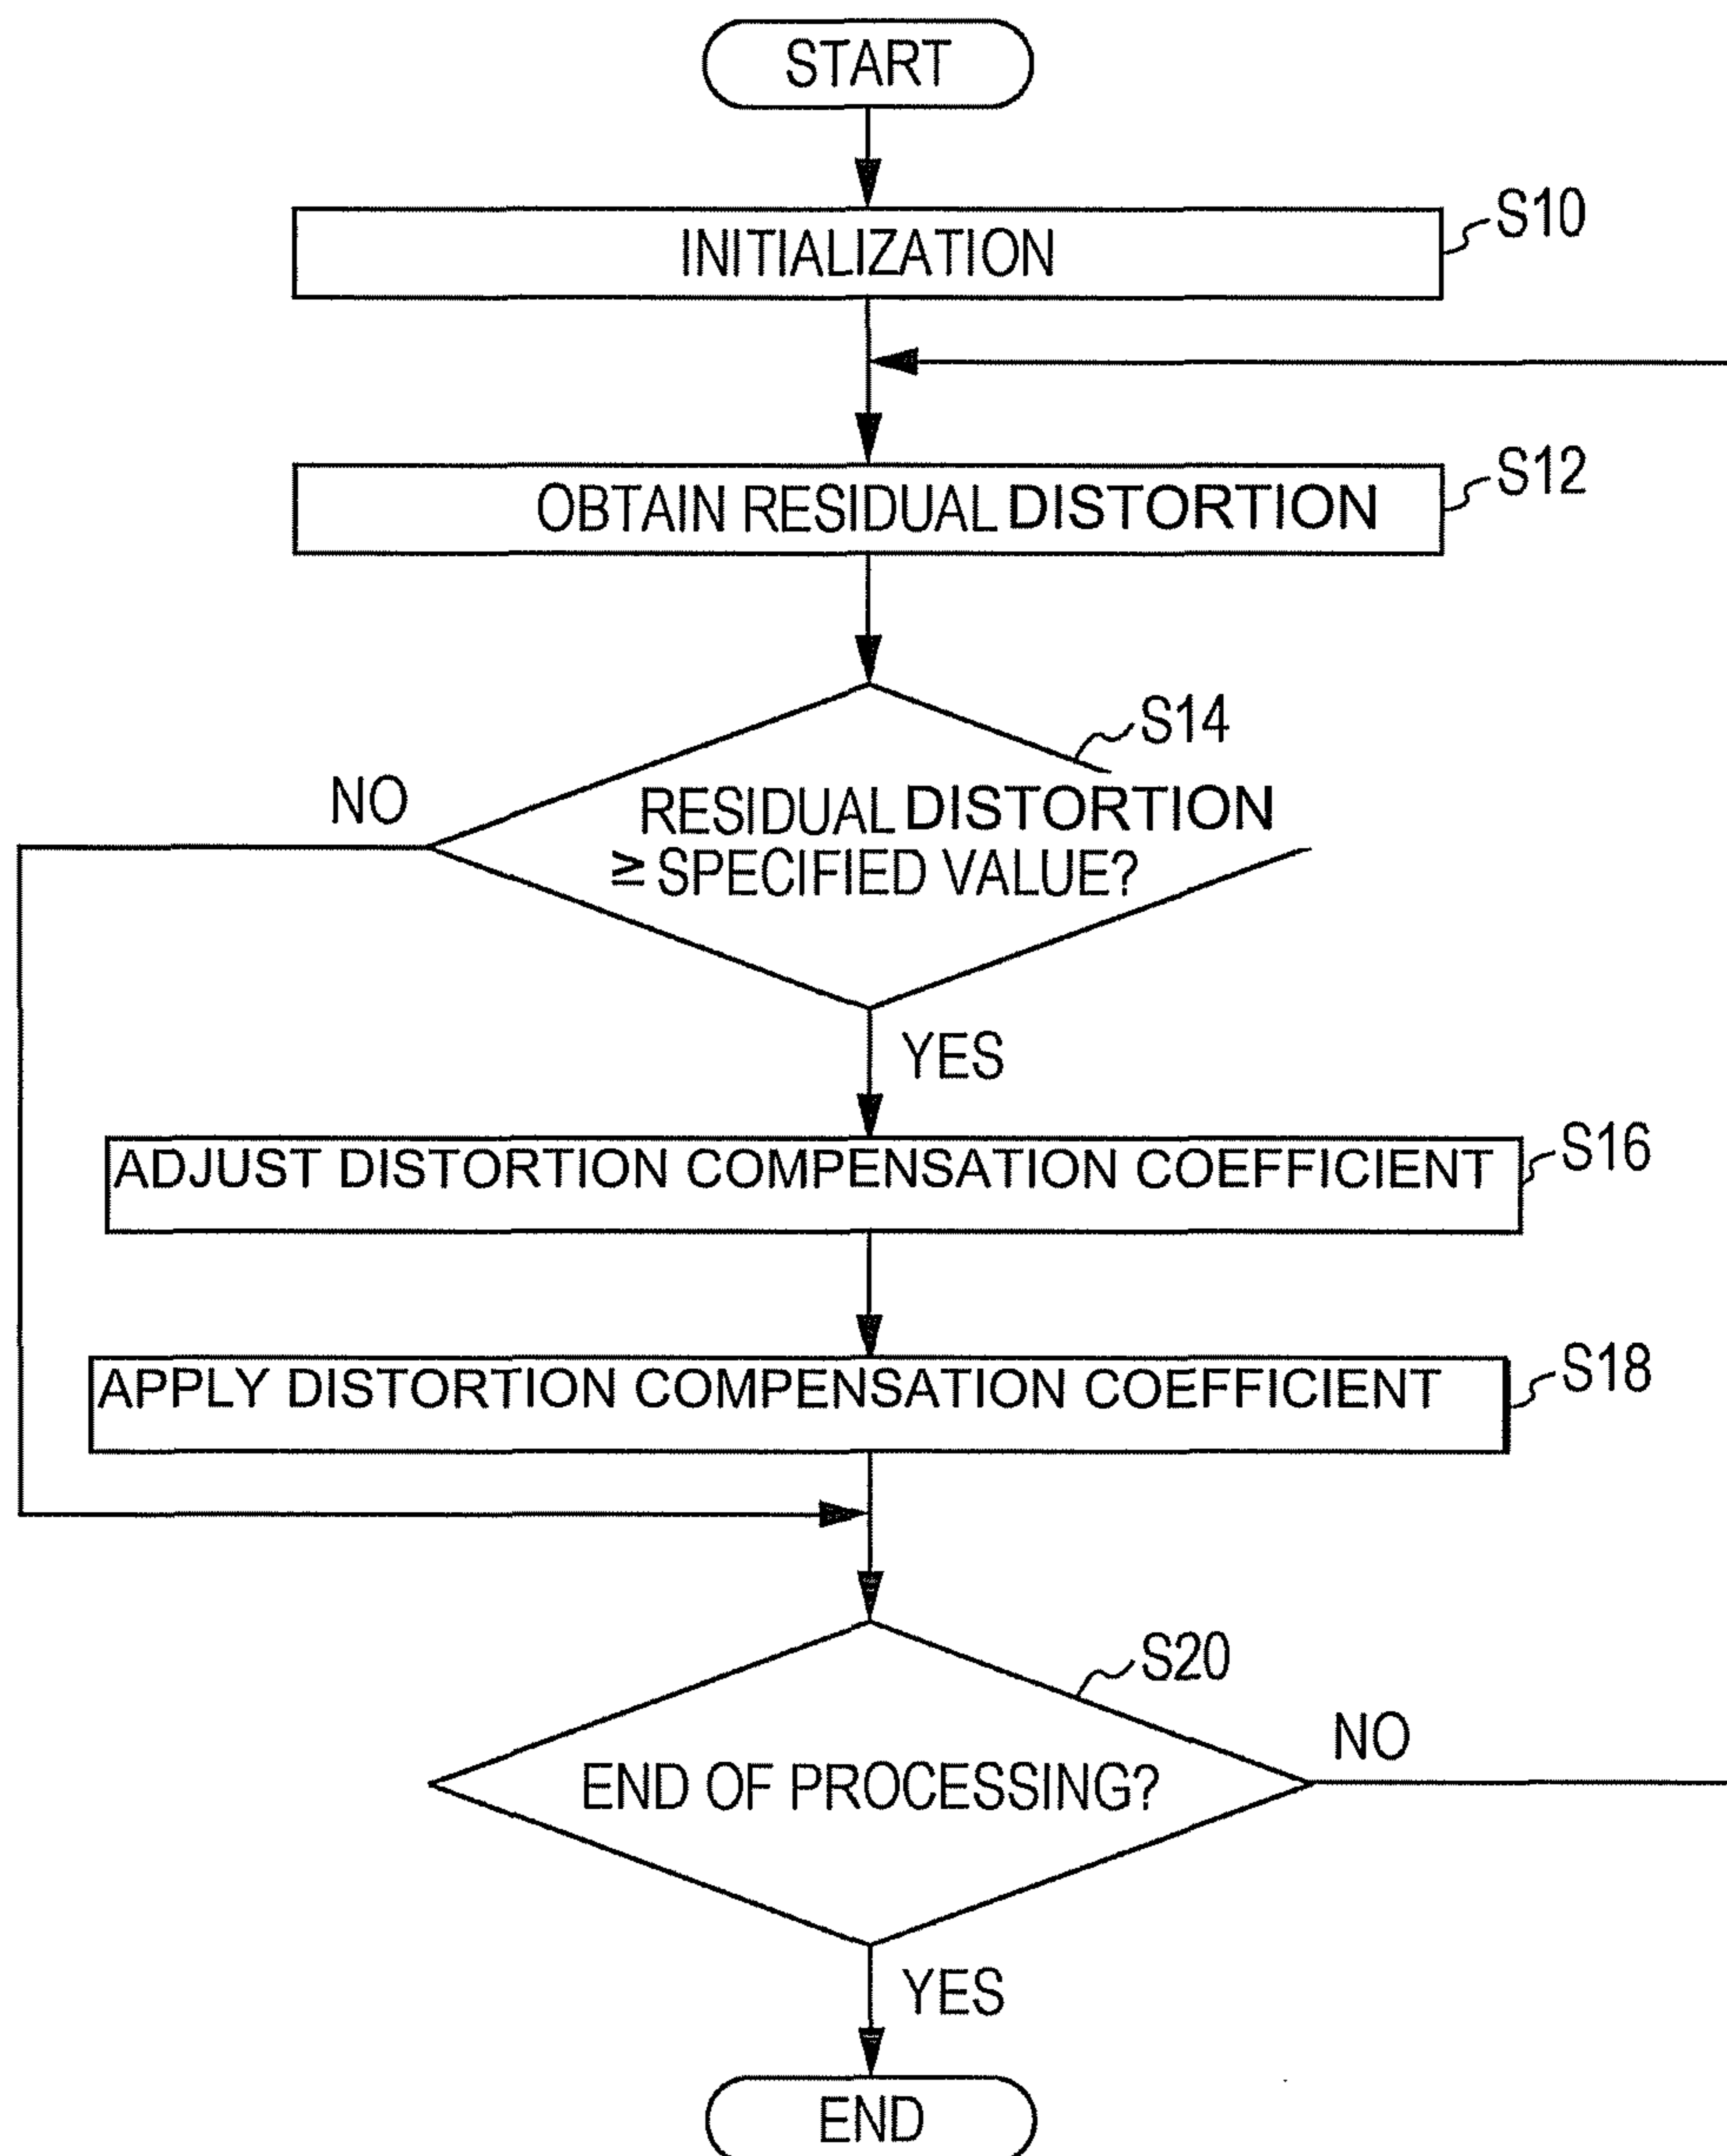 START
INITIALIZATION
S10
OBTAIN RESIDUAL DISTORTION
S12
S14
NO
RESIDUAL DISTORTION
≥ SPECIFIED VALUE?
YES
ADJUST DISTORTION COMPENSATION COEFFICIENT
S16
APPLY DISTORTION COMPENSATION COEFFICIENT
S18
S20
NO
END OF PROCESSING?
YES
END